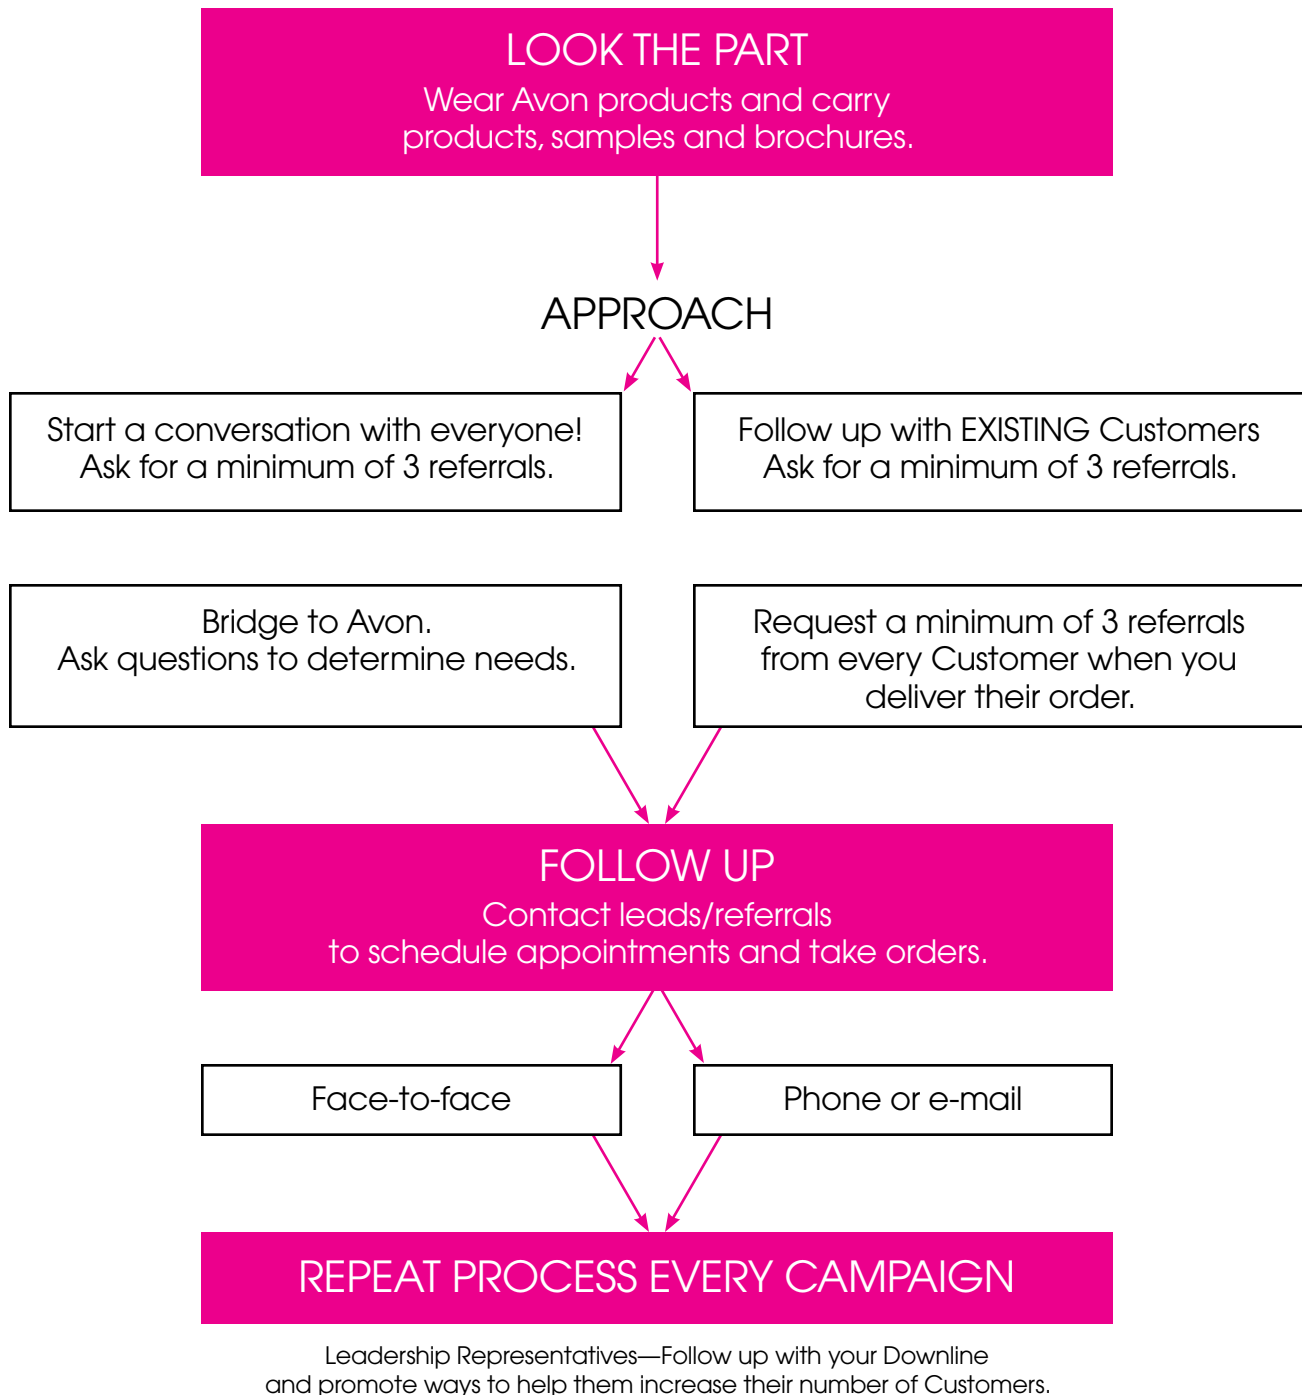 LOOK THE PART
Wear Avon products and carry
products, samples and brochures.
APPROACH
Start a conversation with everyone!
Ask for a minimum of 3 referrals.
Follow up with EXISTING Customers
Ask for a minimum of 3 referrals.
Bridge to Avon.
Ask questions to determine needs.
Request a minimum of 3 referrals
from every Customer when you
deliver their order.
FOLLOW UP
Contact leads/referrals
to schedule appointments and take orders.
Face-to-face
Phone or e-mail
REPEAT PROCESS EVERY CAMPAIGN
Leadership Representatives—Follow up with your Downline
and promote ways to help them increase their number of Customers.